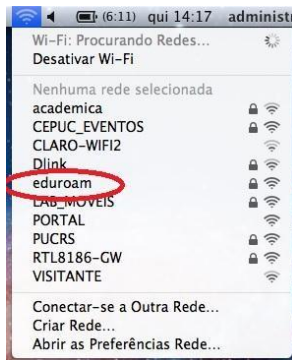 (6:11) qui 14:17 administr
Wi-Fi: Procurando Redes...
Desativar Wi-Fi
Nenhuma rede selecionada
academica
CEPUC_EVENTOS
CLARO-WIFI2
Dlink
eduroam
LAB_MOVEIS
PORTAL
PUCRS
RTL8186-GW
VISITANTE
Conectar-se a Outra Rede...
Criar Rede...
Abrir as Preferências Rede...